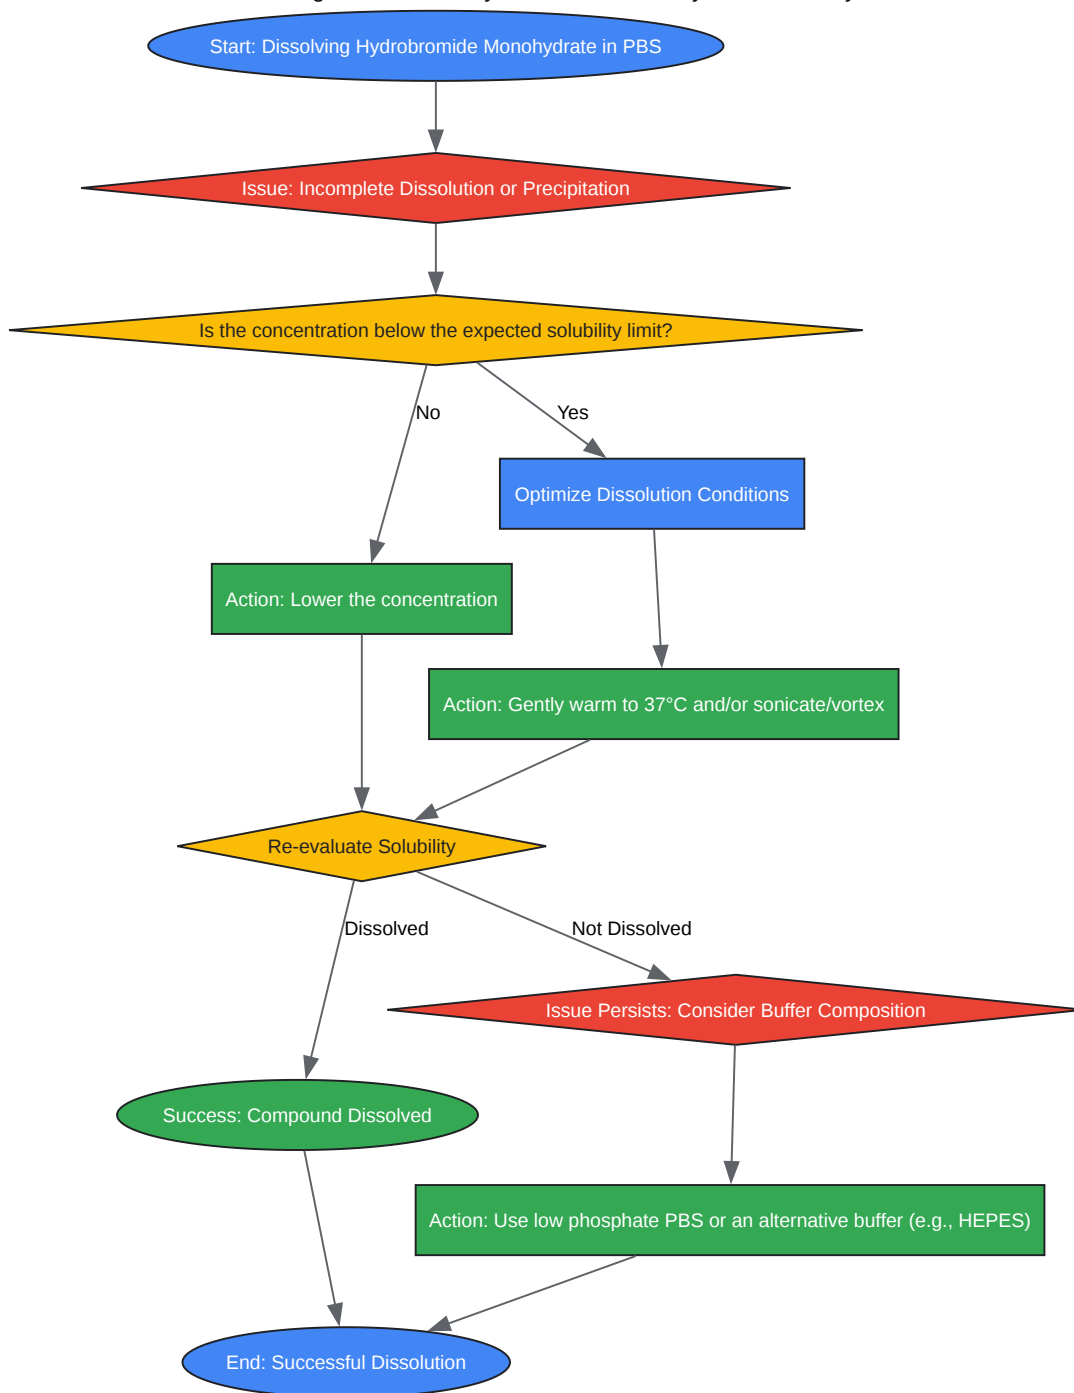 Start: Dissolving Hydrobromide Monohydrate in PBS
Issue: Incomplete Dissolution or Precipitation
Is the concentration below the expected solubility limit?
No
Yes
Optimize Dissolution Conditions
Action: Lower the concentration
Action: Gently warm to 37°C and/or sonicate/vortex
Re-evaluate Solubility
Dissolved
Not Dissolved
Issue Persists: Consider Buffer Composition
Success: Compound Dissolved
Action: Use low phosphate PBS or an alternative buffer (e.g., HEPES)
End: Successful Dissolution